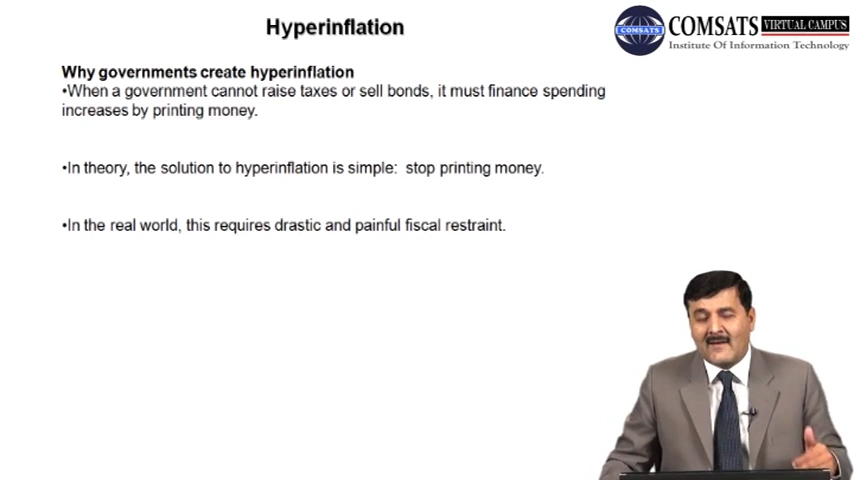 Hyperinflation
COMSATS
COMSATS VIRTUAL CAMPUS
Institute Of Information Technology
Why governments create hyperinflation
•When a government cannot raise taxes or sell bonds, it must finance spending
increases by printing money.
•In theory, the solution to hyperinflation is simple:  stop printing money.
•In the real world, this requires drastic and painful fiscal restraint.